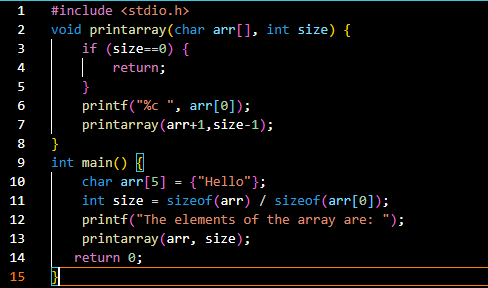 1 #include <stdio.h>
2 void printarray(char arr[], int size) {
3     if (size==0) {
4         return;
5     }
6     printf("%c ", arr[0]);
7     printarray(arr+1,size-1);
8 }
9 int main() {
10     char arr[5] = {"Hello"};
11     int size = sizeof(arr) / sizeof(arr[0]);
12     printf("The elements of the array are: ");
13     printarray(arr, size);
14    return 0;
15 }